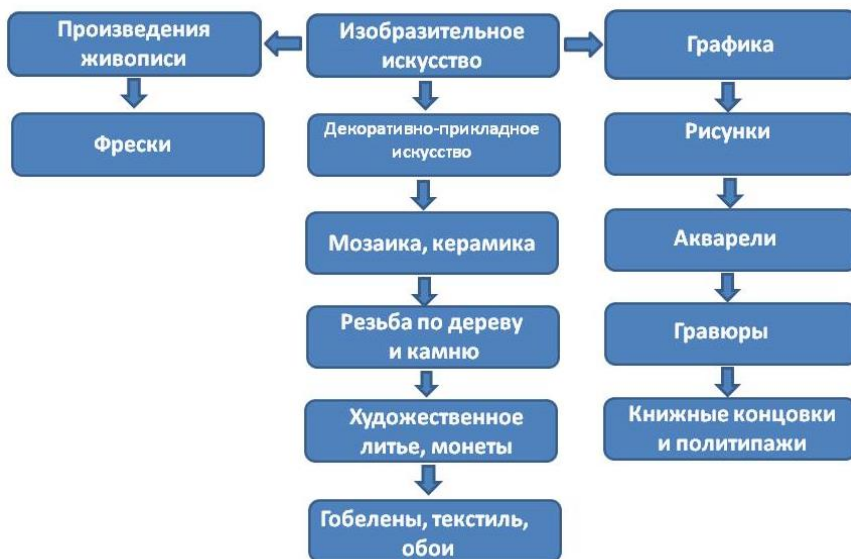 Произведения
живописи
Изобразительное
искусство
Графика
Фрески
Декоративно-прикладное
искусство
Рисунки
Мозаика, керамика
Акварели
Резьба по дереву
и камню
Гравюры
Художественное
литье, монеты
Книжные концовки
и политипажи
Гобелены, текстиль,
обои